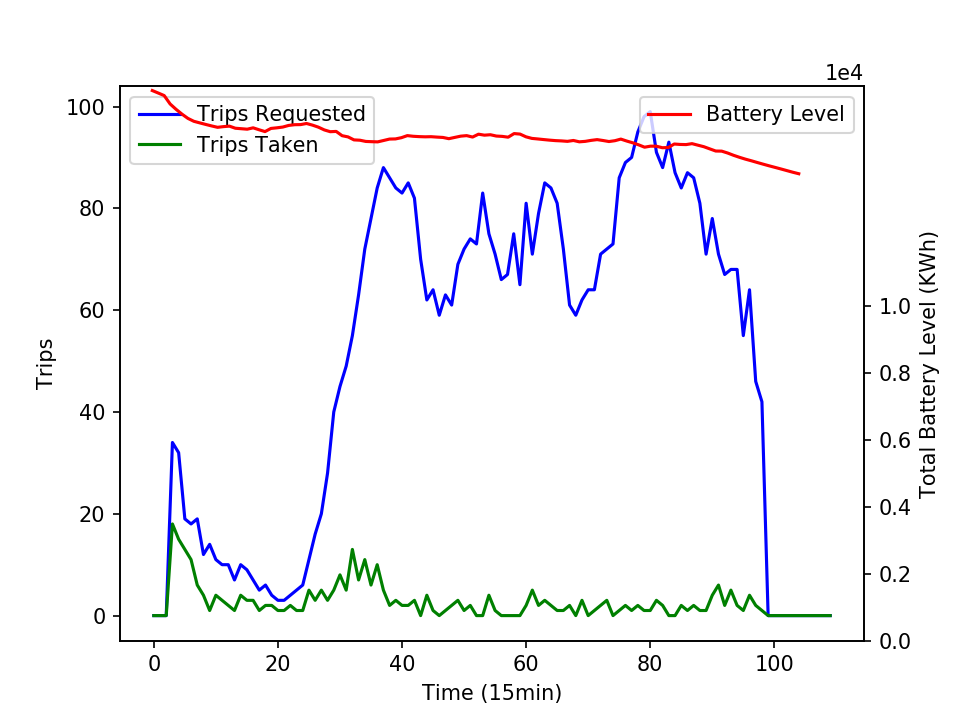 1e4
Trips Requested
Trips Taken
Battery Level
100
80
60
40
20
0
Trips
1.0
0.8
0.6
0.4
0.2
0.0
Total Battery Level (KWh)
0 20 40 60 80 100
Time (15min)